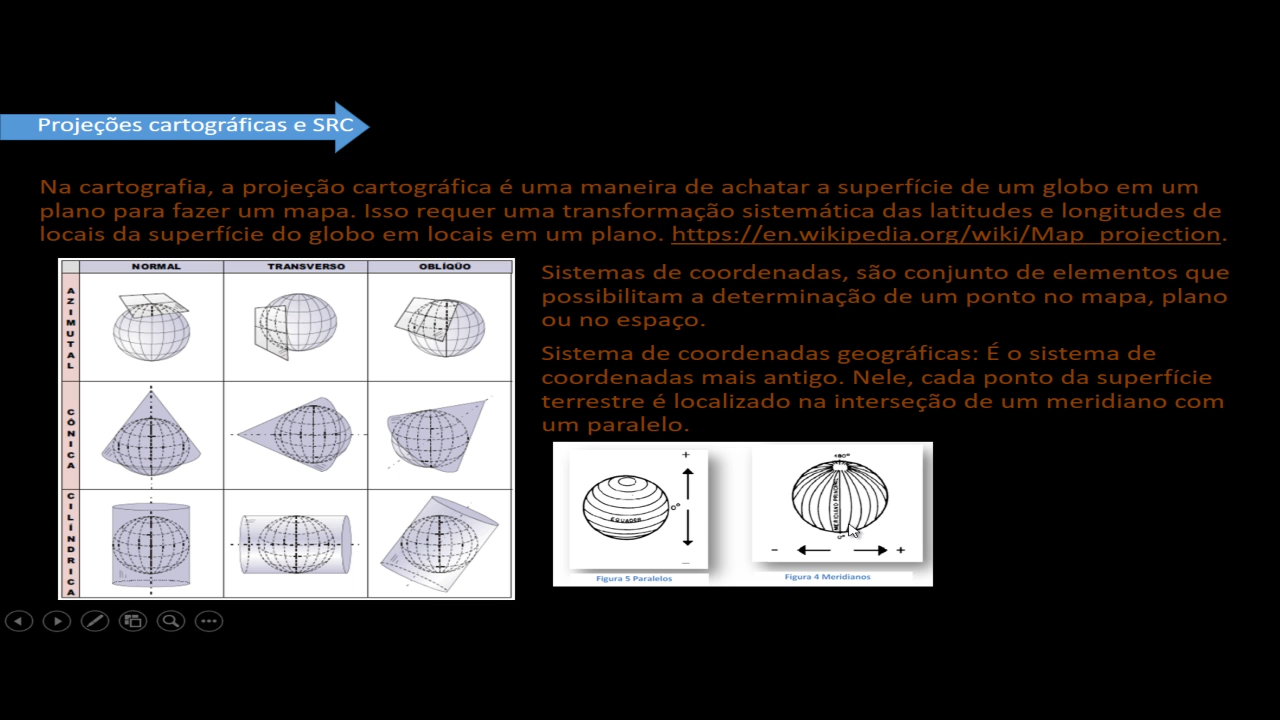 Projeções cartográficas e SRC
Na cartografia, a projeção cartográfica é uma maneira de achatar a superfície de um globo em um
plano para fazer um mapa. Isso requer uma transformação sistemática das latitudes e longitudes de
locais da superfície do globo em locais em um plano. https://en.wikipedia.org/wiki/Map_projection.
NORMAL TRANSVERSO OBLÍQÜO
AZIMUTAL
CÔNICA
CILÍNDRICA
Sistemas de coordenadas, são conjunto de elementos que
possibilitam a determinação de um ponto no mapa, plano
ou no espaço.
Sistema de coordenadas geográficas: É o sistema de
coordenadas mais antigo. Nele, cada ponto da superfície
terrestre é localizado na interseção de um meridiano com
um paralelo.
+
EQUADOR
0°
–
Figura 5 Paralelos
180°
0°
– +
Figura 4 Meridianos